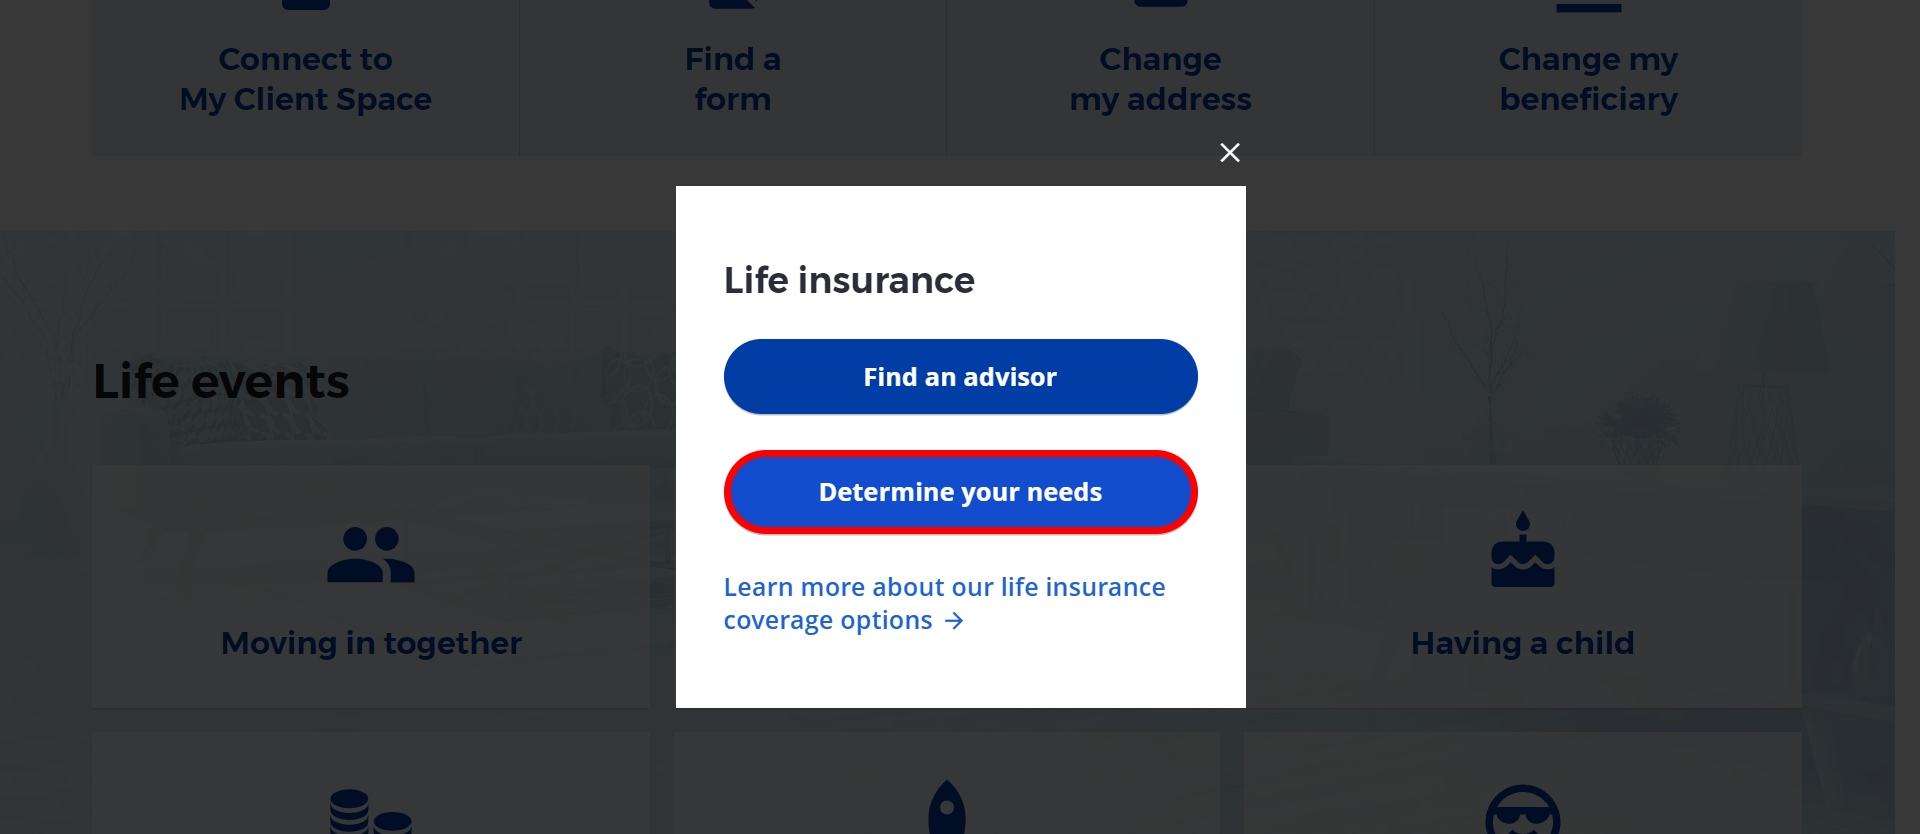 Connect to
My Client Space
Find a
form
Change
my address
Change my
beneficiary
Life insurance
Find an advisor
Determine your needs
Learn more about our life insurance
coverage options →
Life events
Moving in together
Having a child